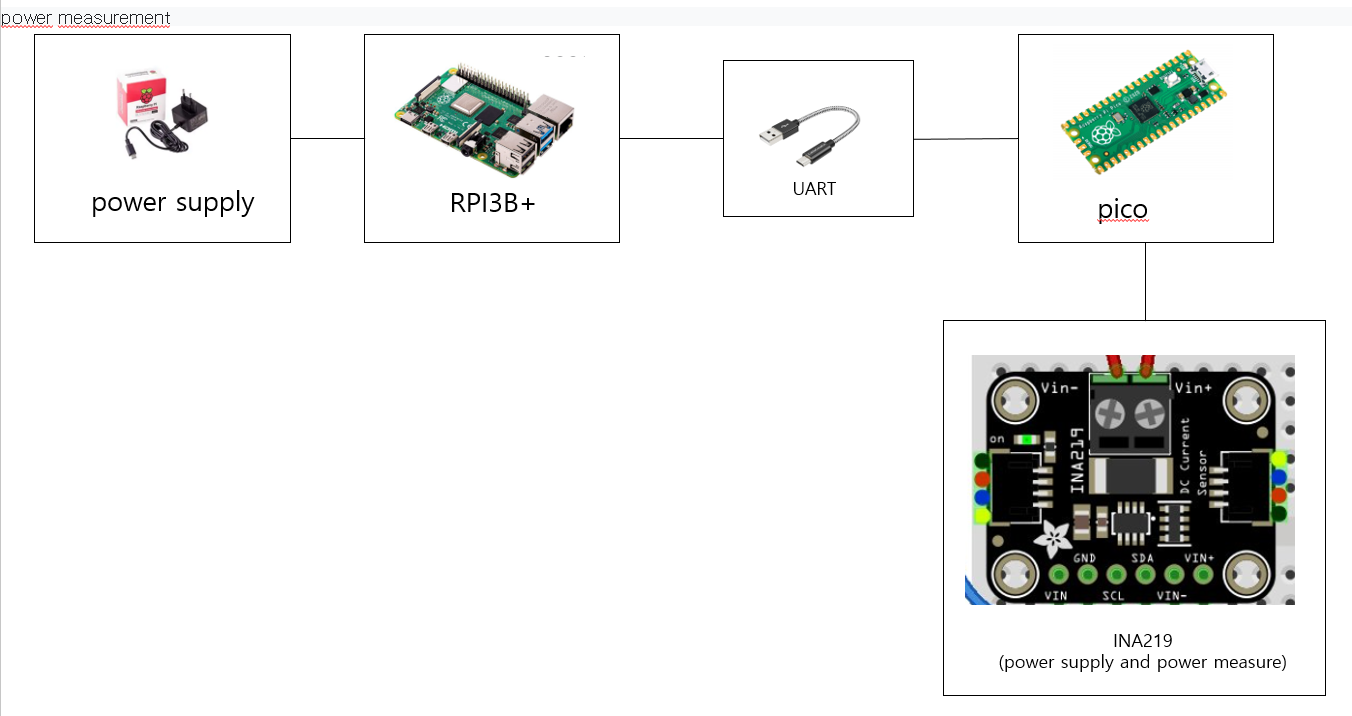 power measurement
power supply
RPI3B+
UART
pico
Vin-
Vin+
on
INA219
DC Current
Sensor
GND
SDA
VIN+
VIN
SCL
VIN-
INA219
(power supply and power measure)